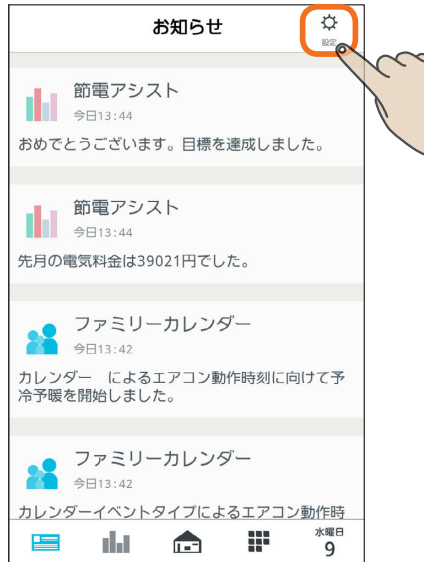 お知らせ
設定
節電アシスト
今日13:44
おめでとうございます。目標を達成しました。
節電アシスト
今日13:44
先月の電気料金は39021円でした。
ファミリーカレンダー
今日13:42
カレンダー　によるエアコン動作時刻に向けて予
冷予暖を開始しました。
ファミリーカレンダー
今日13:42
カレンダーイベントタイプによるエアコン動作時
水曜日
9